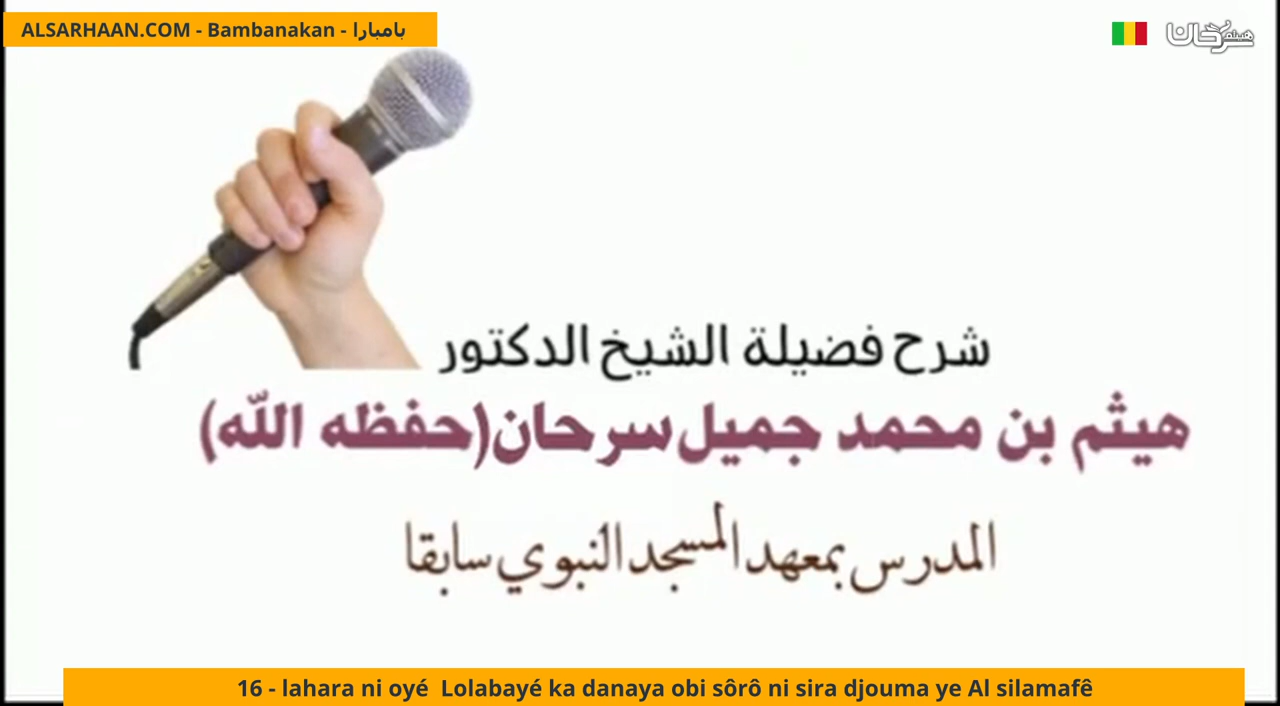 ALSARHAAN.COM - Bambanakan - بامبارا
هيثم سرحان
شرح فضيلة الشيخ الدكتور
هيثم بن محمد جميل سرحان(حفظه الله)
المدرس بمعهد المسجد النبوي سابقا
16 - lahara ni oyé Lolabayé ka danaya obi sôrô ni sira djouma ye Al silamafê